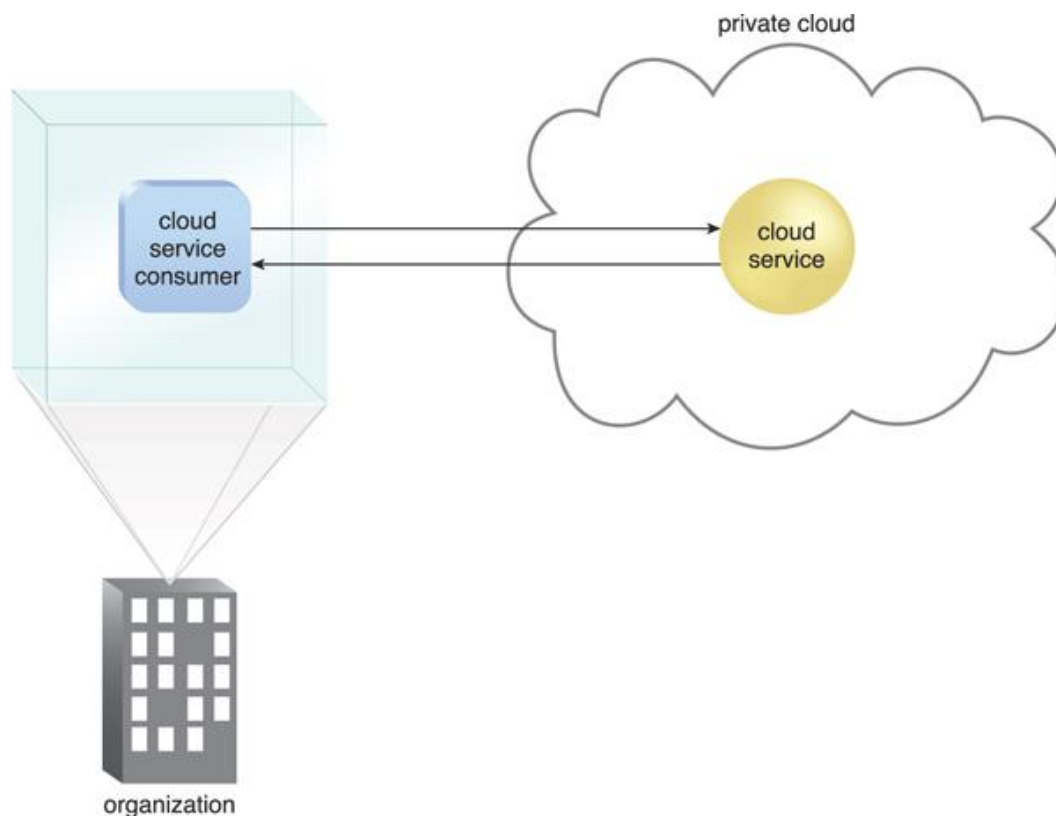 private cloud
cloud
service
consumer
cloud
service
organization